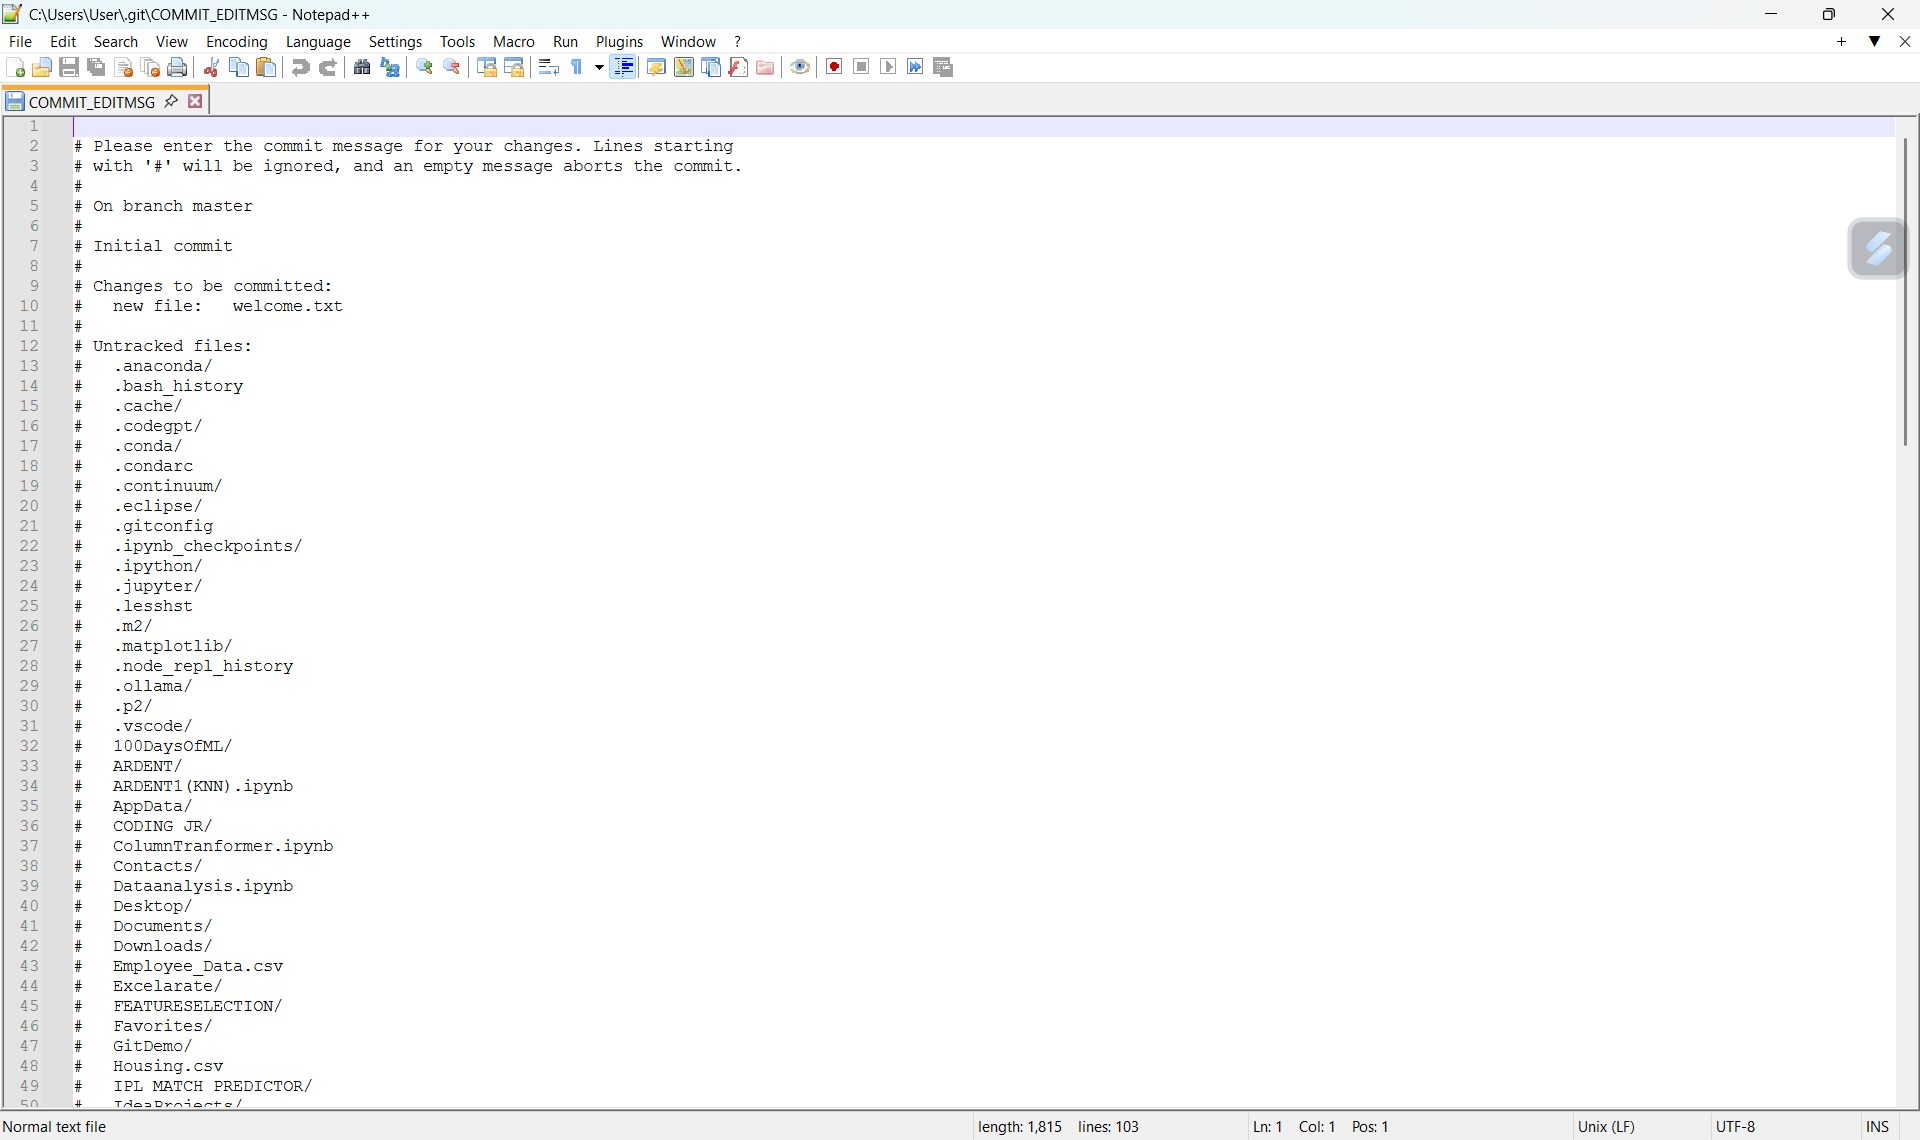 C:\Users\User\.git\COMMIT_EDITMSG - Notepad++
File Edit Search View Encoding Language Settings Tools Macro Run Plugins Window ?
COMMIT_EDITMSG
1
2 # Please enter the commit message for your changes. Lines starting
3 # with '#' will be ignored, and an empty message aborts the commit.
4 #
5 # On branch master
6 #
7 # Initial commit
8 #
9 # Changes to be committed:
10 # new file: welcome.txt
11 #
12 # Untracked files:
13 # .anaconda/
14 # .bash_history
15 # .cache/
16 # .codegpt/
17 # .conda/
18 # .condarc
19 # .continuum/
20 # .eclipse/
21 # .gitconfig
22 # .ipynb_checkpoints/
23 # .ipython/
24 # .jupyter/
25 # .lesshst
26 # .m2/
27 # .matplotlib/
28 # .node_repl_history
29 # .ollama/
30 # .p2/
31 # .vscode/
32 # 100DaysOfML/
33 # ARDENT/
34 # ARDENT1(KNN).ipynb
35 # AppData/
36 # CODING JR/
37 # ColumnTranformer.ipynb
38 # Contacts/
39 # Dataanalysis.ipynb
40 # Desktop/
41 # Documents/
42 # Downloads/
43 # Employee_Data.csv
44 # Excelarate/
45 # FEATURESELECTION/
46 # Favorites/
47 # GitDemo/
48 # Housing.csv
49 # IPL MATCH PREDICTOR/
50 # IdeaProjects/
Normal text file length: 1,815 lines: 103 Ln: 1 Col: 1 Pos: 1 Unix (LF) UTF-8 INS